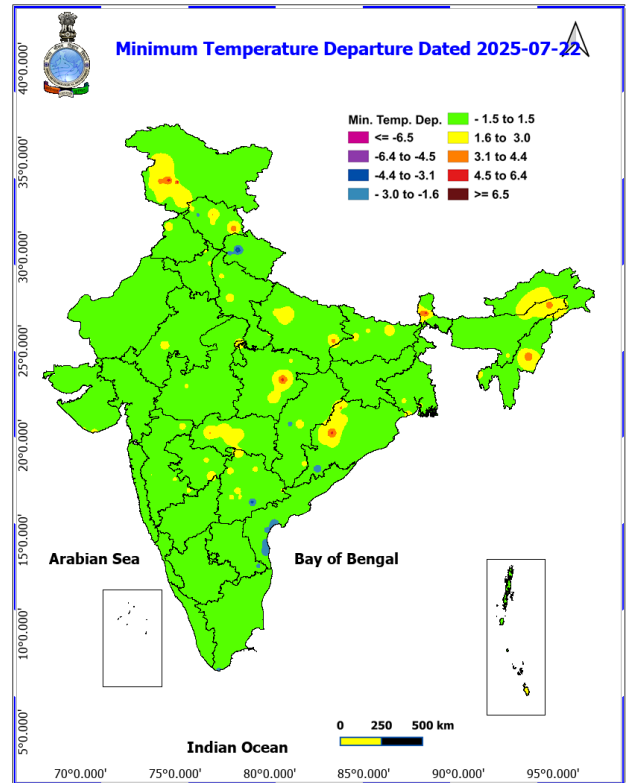 Minimum Temperature Departure Dated 2025-07-22
Min. Temp. Dep.
<= -6.5
-6.4 to -4.5
-4.4 to -3.1
- 3.0 to -1.6
- 1.5 to 1.5
1.6 to 3.0
3.1 to 4.4
4.5 to 6.4
>= 6.5
40°0.000'
35°0.000'
30°0.000'
25°0.000'
20°0.000'
15°0.000'
10°0.000'
5°0.000'
Arabian Sea
Bay of Bengal
0 250 500 km
Indian Ocean
70°0.000' 75°0.000' 80°0.000' 85°0.000' 90°0.000' 95°0.000'